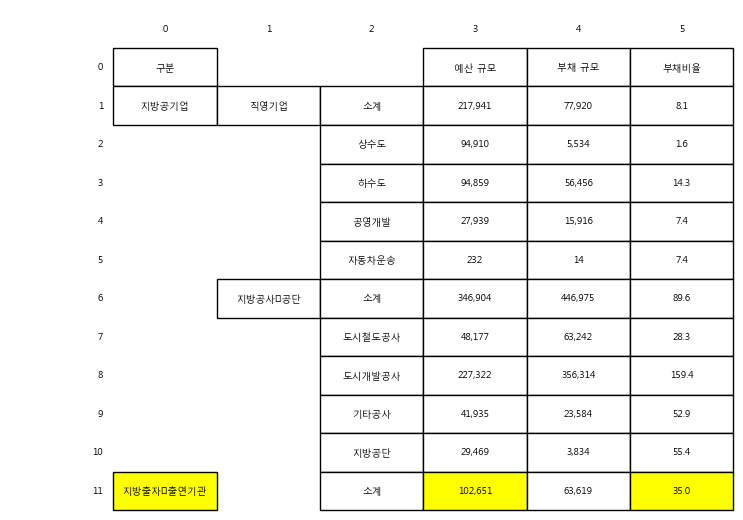 0 1 2 3 4 5
0 구분 예산 규모 부채 규모 부채비율
1 지방공기업 직영기업 소계 217,941 77,920 8.1
2 상수도 94,910 5,534 1.6
3 하수도 94,859 56,456 14.3
4 공영개발 27,939 15,916 7.4
5 자동차운송 232 14 7.4
6 지방공사▯공단 소계 346,904 446,975 89.6
7 도시철도공사 48,177 63,242 28.3
8 도시개발공사 227,322 356,314 159.4
9 기타공사 41,935 23,584 52.9
10 지방공단 29,469 3,834 55.4
11 지방출자▯출연기관 소계 102,651 63,619 35.0